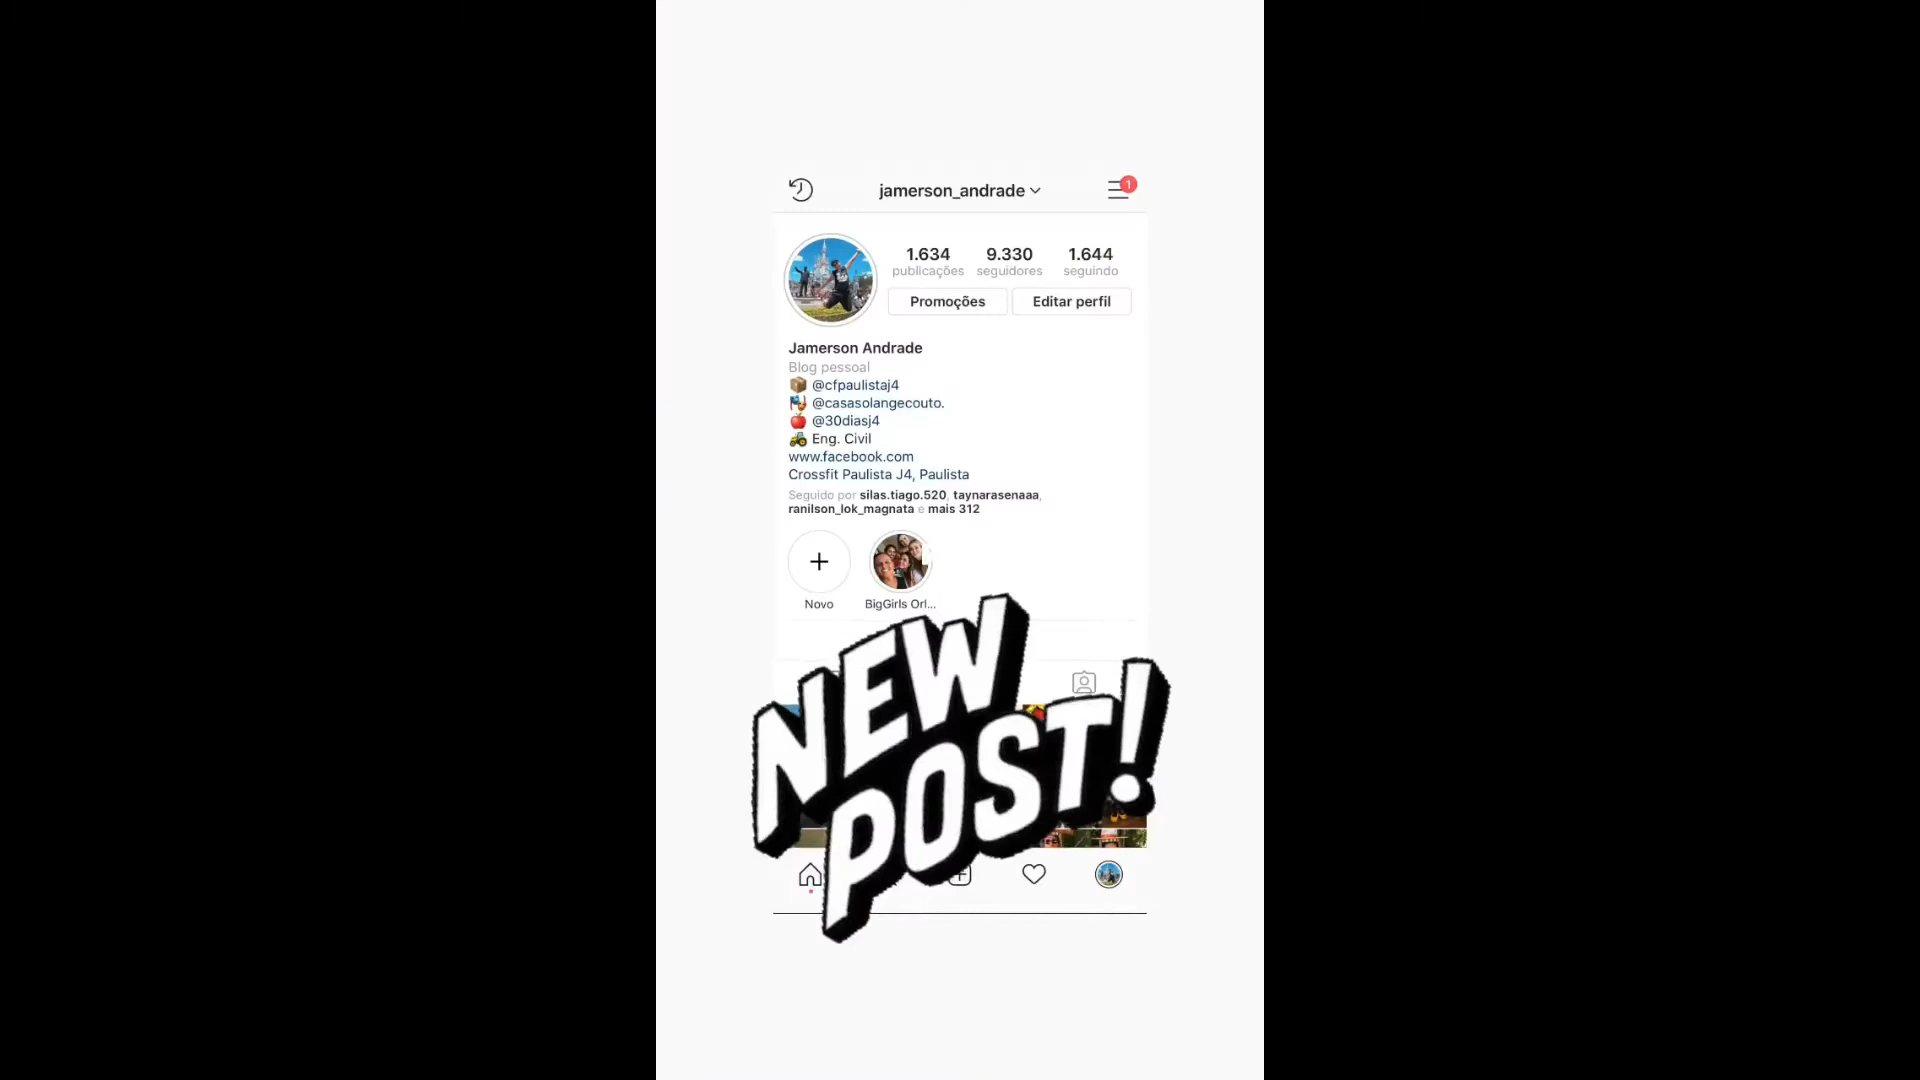 jamerson_andrade
1
1.634 9.330 1.644
publicações seguidores seguindo
Promoções Editar perfil
Jamerson Andrade
Blog pessoal
@cfpaulistaj4
@casasolangecouto.
@30diasj4
Eng. Civil
www.facebook.com
Crossfit Paulista J4, Paulista
Seguido por silas.tiago.520, taynarasenaaa,
ranilson_lok_magnata e mais 312
Novo BigGirls Orl...
NEW
POST!